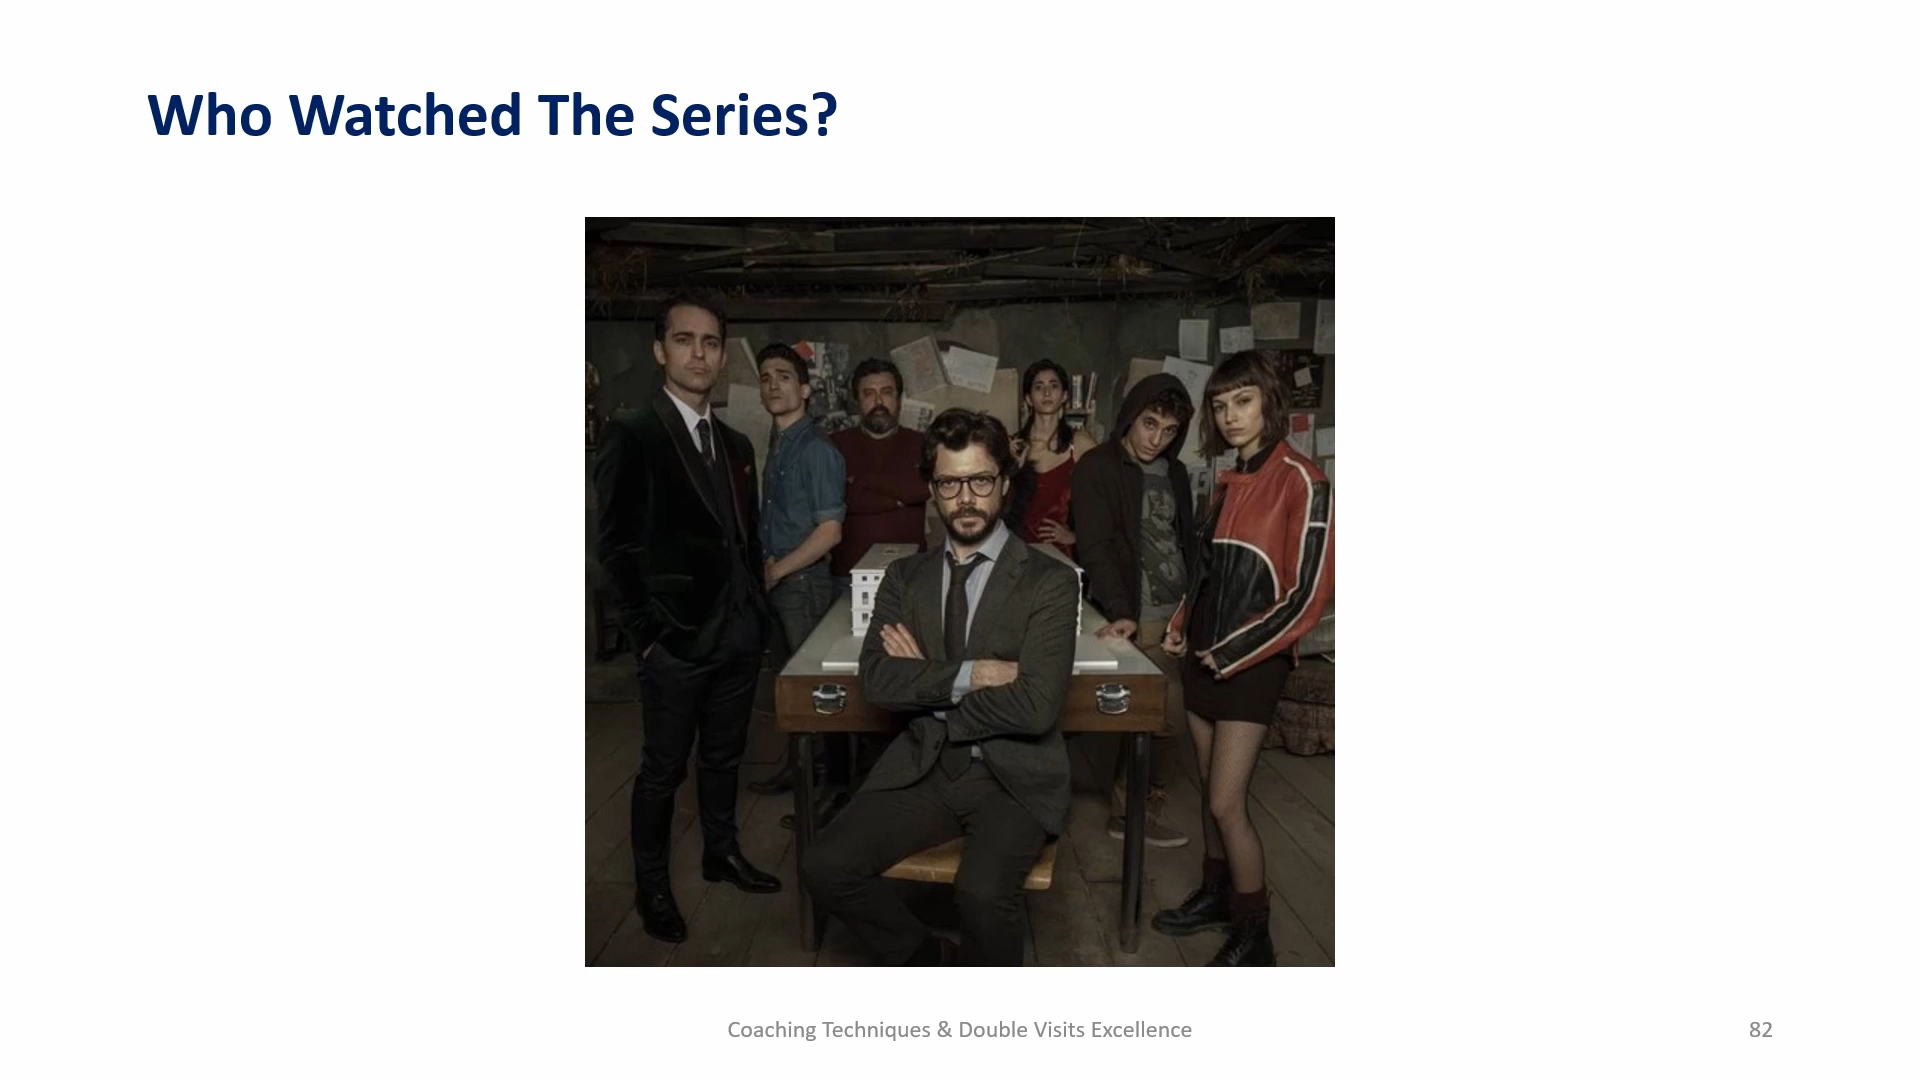 Who Watched The Series?
Coaching Techniques & Double Visits Excellence
82